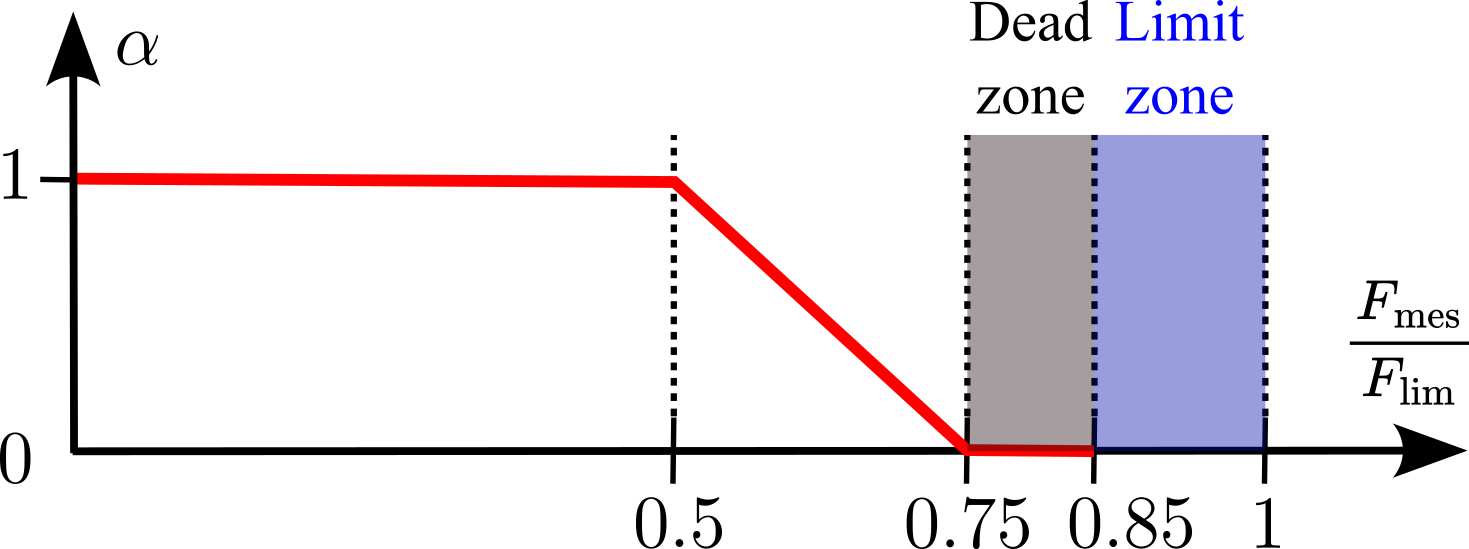 α
Dead
zone
Limit
zone
1
F_mes
F_lim
0
0.5
0.75
0.85
1